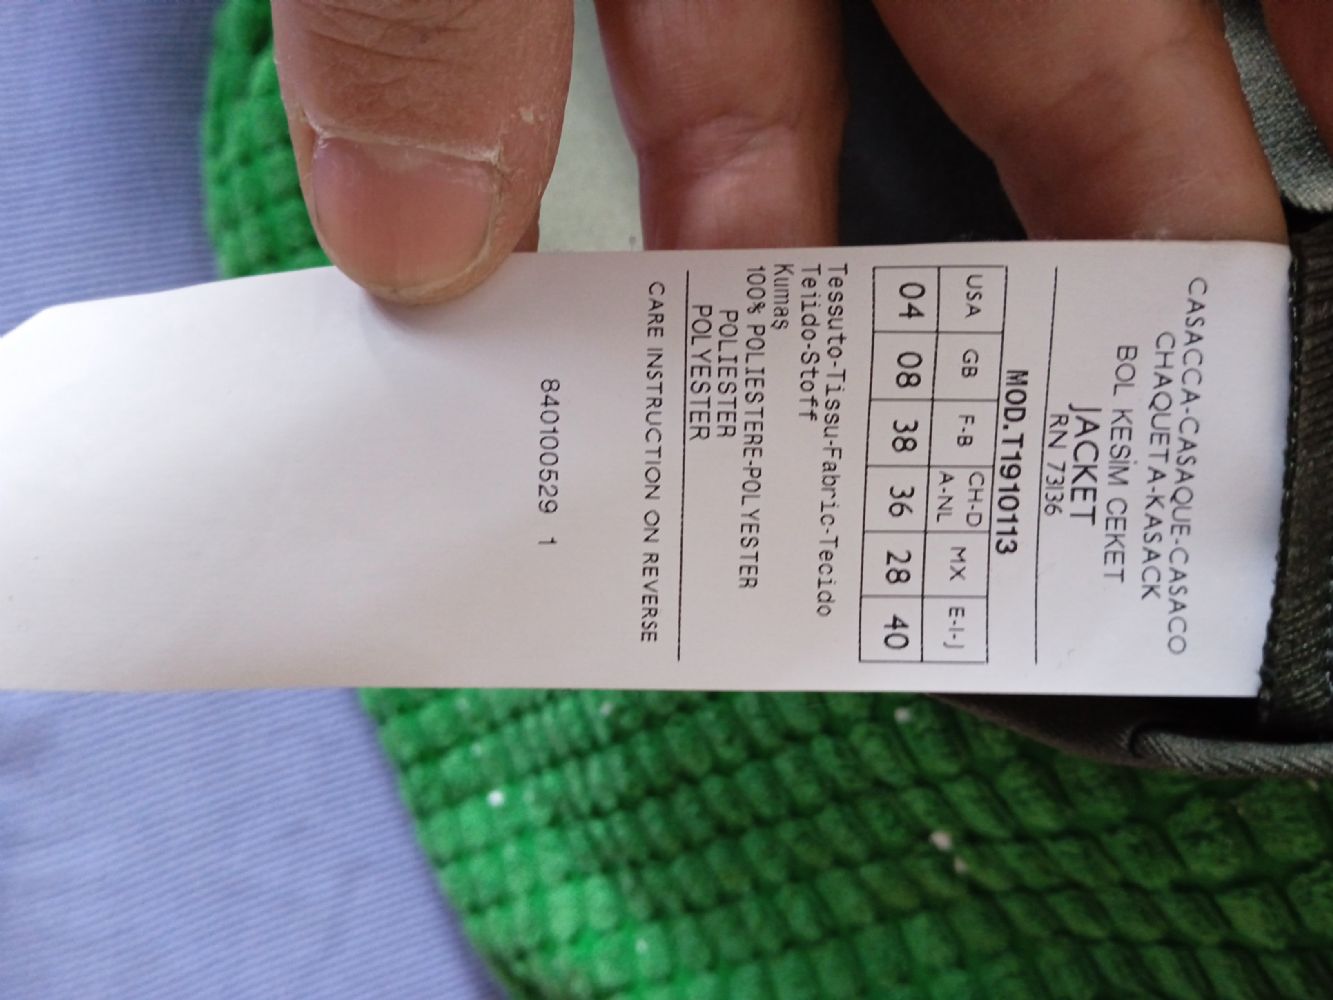 CASACCA-CASAQUE-CASACO
CHAQUETA-KASACK
BOL KESİM CEKET
JACKET
RN 73136
MOD.T1910113
USA GB F-B CH-D A-NL MX E-I-J
04 08 38 36 28 40
Tessuto-Tissu-Fabric-Tecido
Teiido-Stoff
Kumaş
100% POLIESTERE-POLYESTER
POLIESTER
POLYESTER
CARE INSTRUCTION ON REVERSE
840100529 1